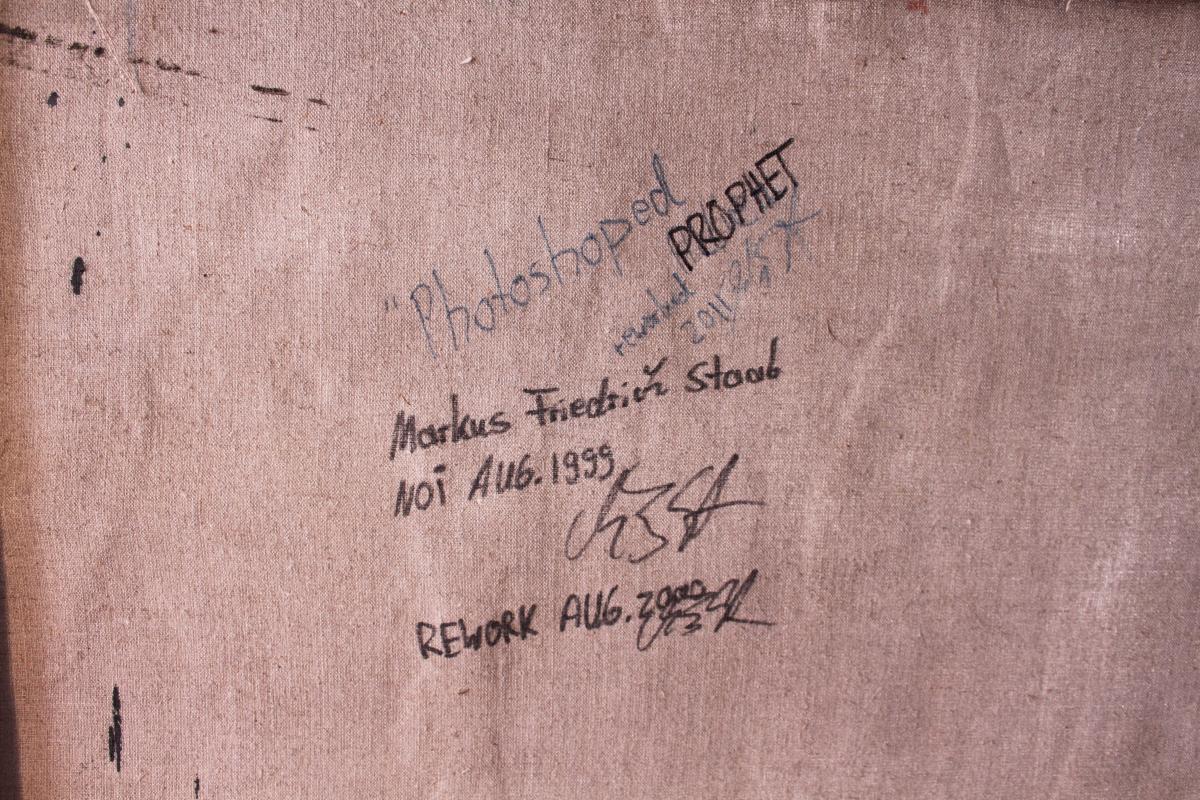 "Photoshoped
PROPHET
reworked
2011
Markus Friedrich Staab
NOI AUG. 1999
REWORK AUG. 2000